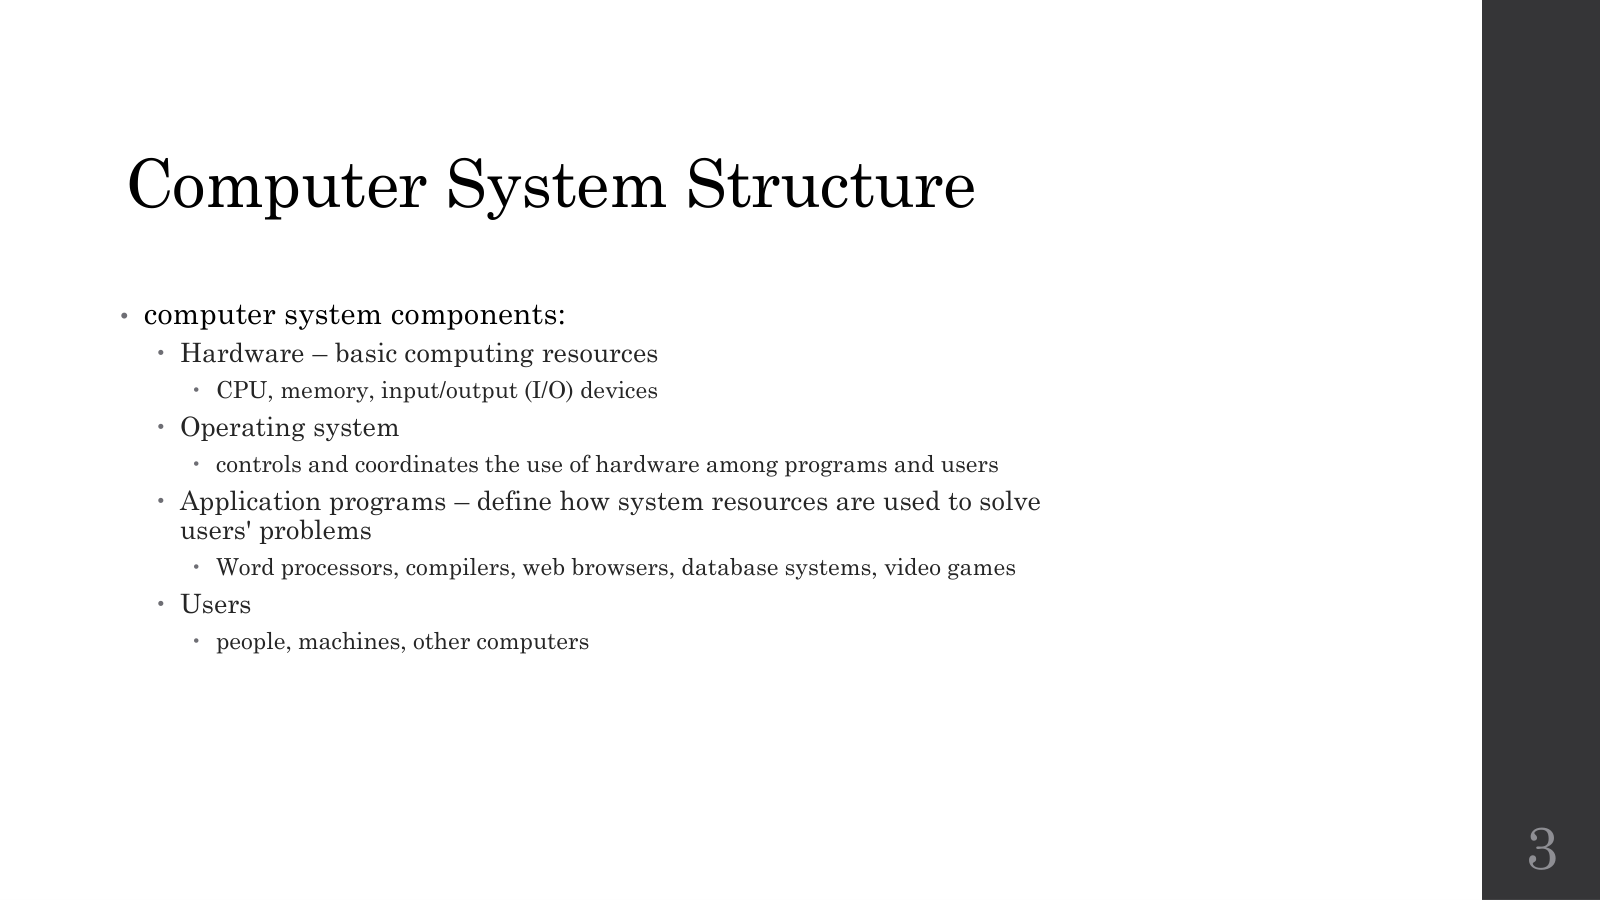 Computer System Structure
• computer system components:
• Hardware – basic computing resources
• CPU, memory, input/output (I/O) devices
• Operating system
• controls and coordinates the use of hardware among programs and users
• Application programs – define how system resources are used to solve
users' problems
• Word processors, compilers, web browsers, database systems, video games
• Users
• people, machines, other computers
3